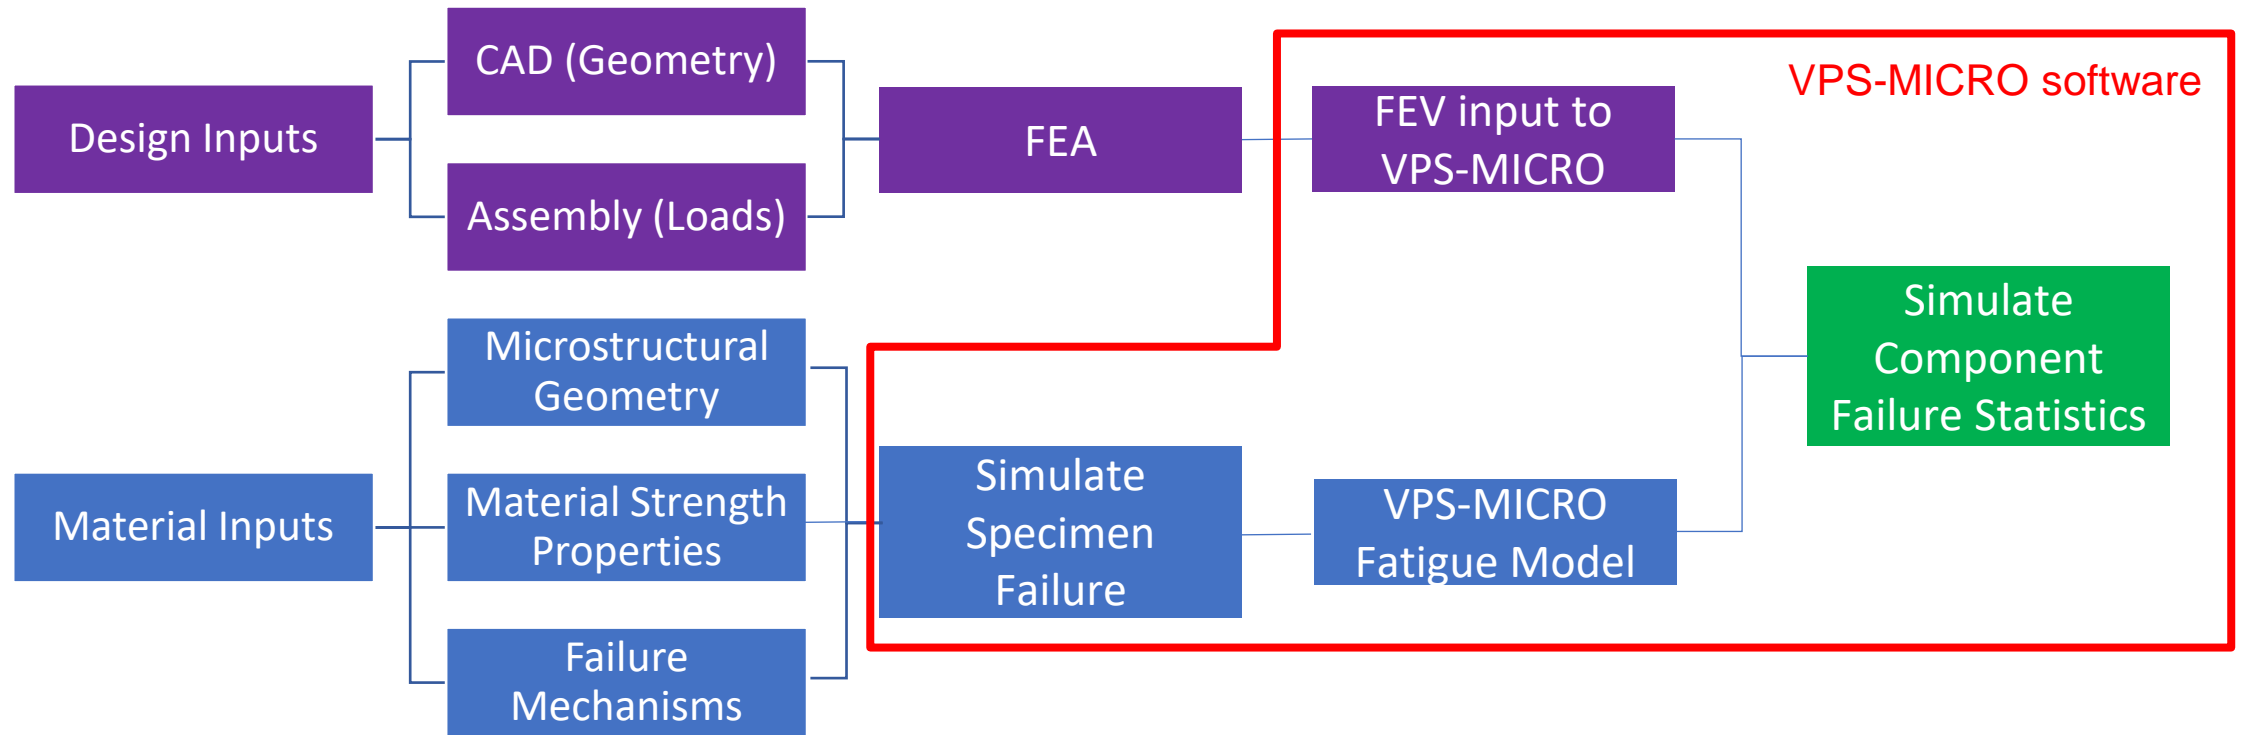 CAD (Geometry)
VPS-MICRO software
Design Inputs
FEA
FEV input to
VPS-MICRO
Assembly (Loads)
Simulate
Component
Failure Statistics
Microstructural
Geometry
Material Inputs
Material Strength
Properties
Simulate
Specimen
Failure
VPS-MICRO
Fatigue Model
Failure
Mechanisms